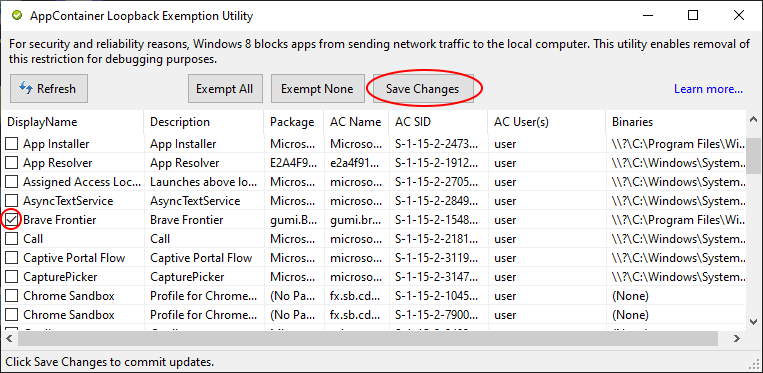 AppContainer Loopback Exemption Utility
For security and reliability reasons, Windows 8 blocks apps from sending network traffic to the local computer. This utility enables removal of
this restriction for debugging purposes.
Refresh Exempt All Exempt None Save Changes Learn more...
DisplayName Description Package AC Name AC SID AC User(s) Binaries
App Installer App Installer Micros... Microso... S-1-15-2-2473... user \\?\C:\Program Files\Wi...
App Resolver App Resolver E2A4F9... e2a4f91... S-1-15-2-1912... user \\?\C:\Windows\System...
Assigned Access Loc... Launches above lo... Micros... microso... S-1-15-2-2705... user \\?\C:\Windows\System...
AsyncTextService AsyncTextService Micros... microso... S-1-15-2-2849... user \\?\C:\Windows\System...
Brave Frontier Brave Frontier gumi.B... gumi.br... S-1-15-2-1548... user \\?\C:\Program Files\Wi...
Call Call Micros... microso... S-1-15-2-2181... user \\?\C:\Windows\System...
Captive Portal Flow Captive Portal Flow Micros... microso... S-1-15-2-3119... user \\?\C:\Windows\System...
CapturePicker CapturePicker Micros... microso... S-1-15-2-3147... user \\?\C:\Windows\System...
Chrome Sandbox Profile for Chrome... (No Pa... fx.sb.cd... S-1-15-2-1045... user (None)
Chrome Sandbox Profile for Chrome... (No Pa... fx.sb.cd... S-1-15-2-7900... user (None)
Click Save Changes to commit updates.